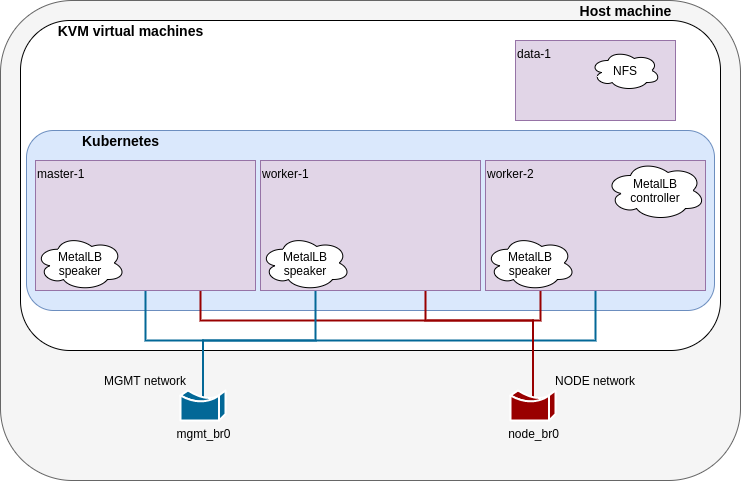 Host machine
KVM virtual machines
data-1
NFS
Kubernetes
master-1
worker-1
worker-2
MetalLB
controller
MetalLB
speaker
MetalLB
speaker
MetalLB
speaker
MGMT network
NODE network
mgmt_br0
node_br0